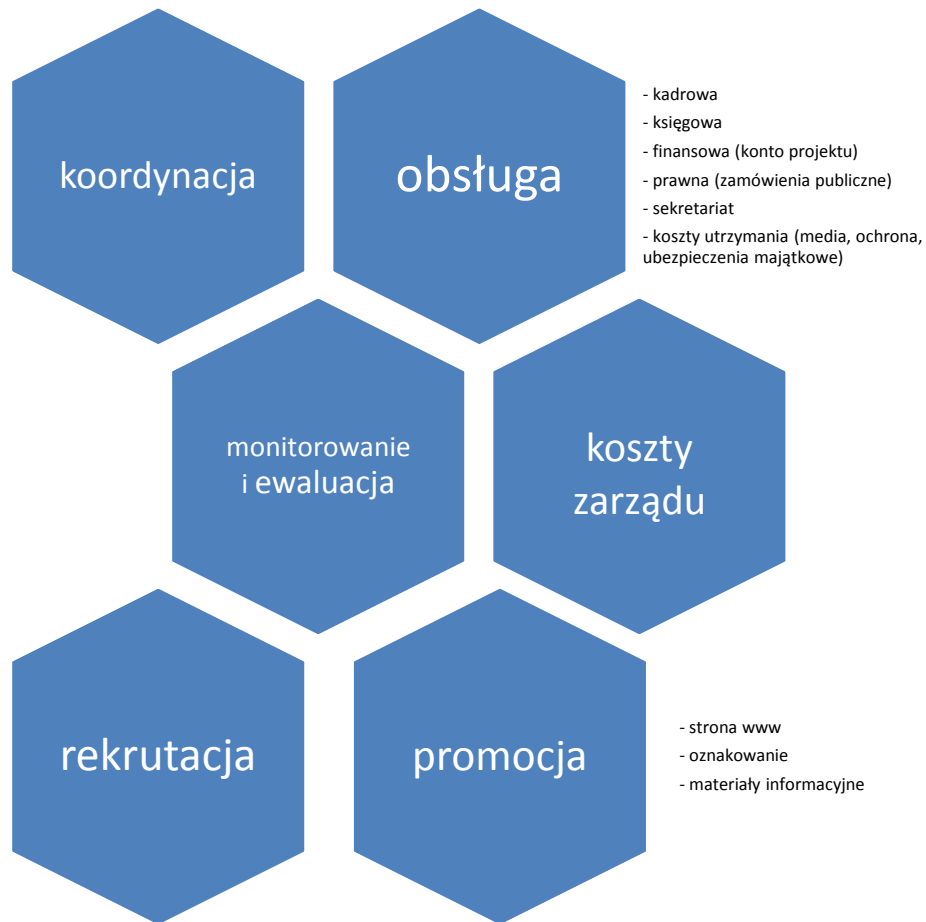 koordynacja
obsługa
- kadrowa
- księgowa
- finansowa (konto projektu)
- prawna (zamówienia publiczne)
- sekretariat
- koszty utrzymania (media, ochrona,
ubezpieczenia majątkowe)
monitorowanie
i ewaluacja
koszty
zarządu
rekrutacja
promocja
- strona www
- oznakowanie
- materiały informacyjne